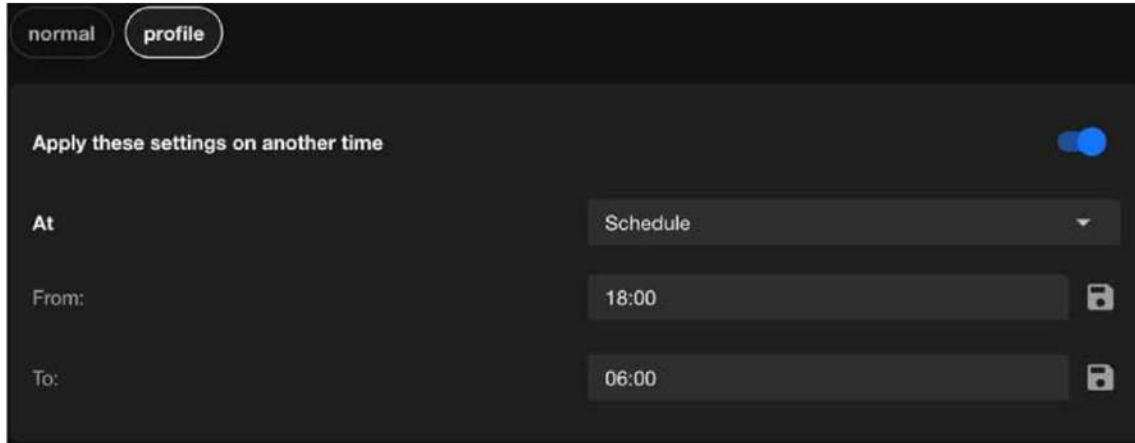 normal profile
Apply these settings on another time
At Schedule
From: 18:00
To: 06:00